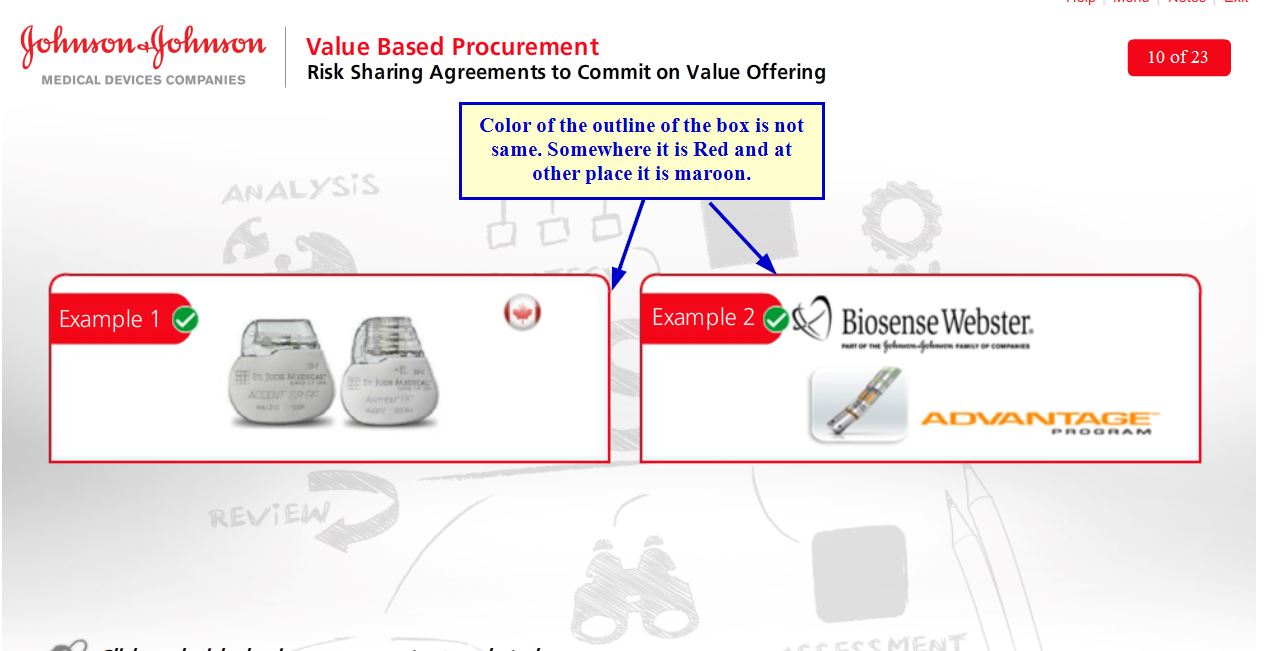 Help | Menu | Notes | Exit
Johnson & Johnson
MEDICAL DEVICES COMPANIES
Value Based Procurement
Risk Sharing Agreements to Commit on Value Offering
10 of 23
Color of the outline of the box is not
same. Somewhere it is Red and at
other place it is maroon.
ANALYSiS
Example 1
ST. JUDE MEDICAL
ACCENT SR RF
ST. JUDE MEDICAL
Example 2
Biosense Webster.
PART OF THE Johnson & Johnson FAMILY OF COMPANIES
ADVANTAGE
PROGRAM
REViEW
ASSESSMENT